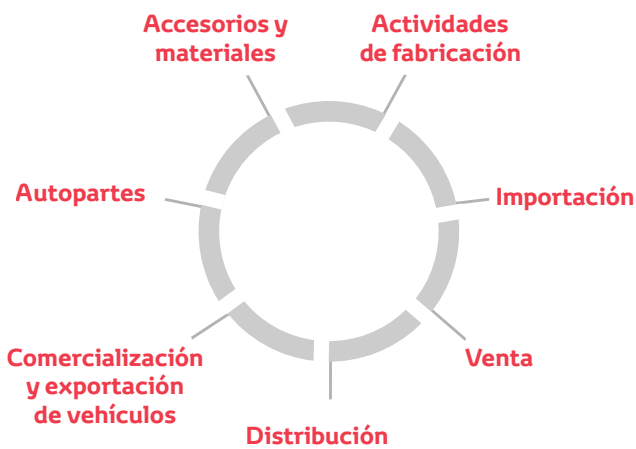 Accesorios y
materiales
Actividades
de fabricación
Autopartes
Importación
Comercialización
y exportación
de vehículos
Venta
Distribución